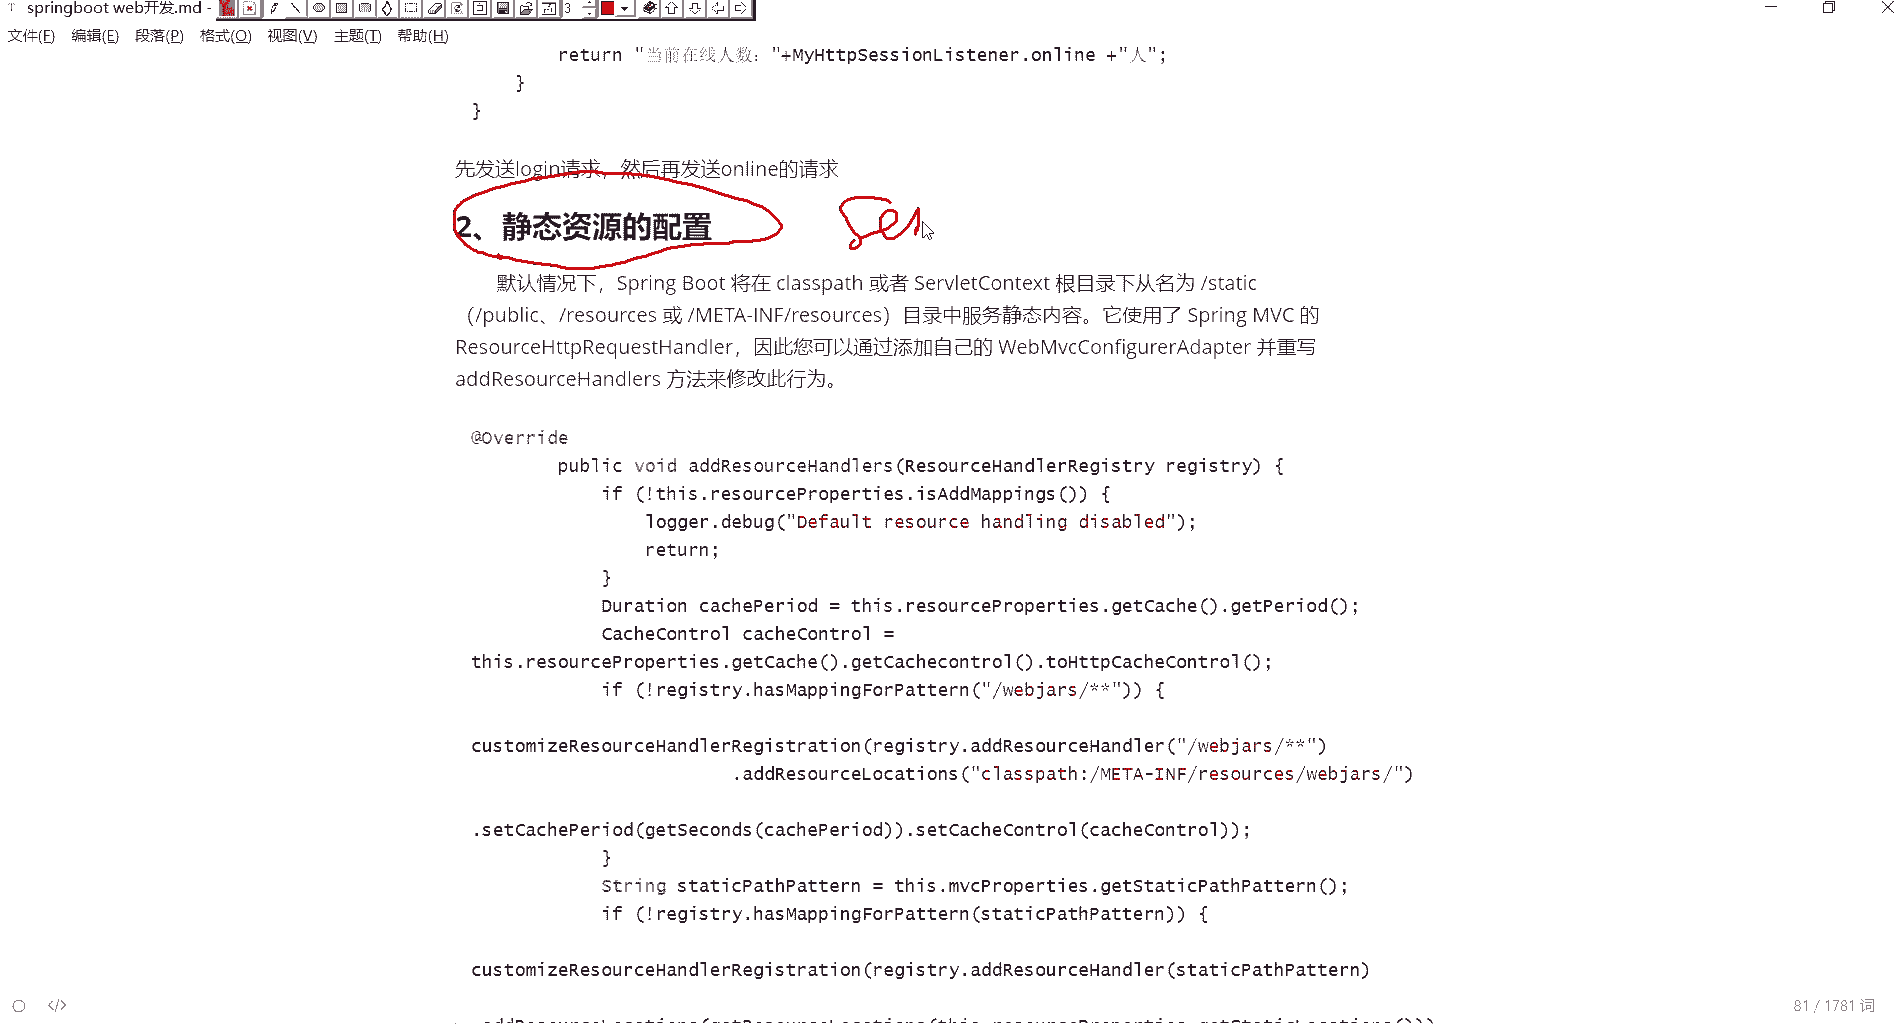 springboot web开发.md -
3
文件(F) 编辑(E) 段落(P) 格式(O) 视图(V) 主题(T) 帮助(H)
return "当前在线人数："+MyHttpSessionListener.online +"人";
}
}
先发送login请求，然后再发送online的请求
2、静态资源的配置
Ser
默认情况下，Spring Boot 将在 classpath 或者 ServletContext 根目录下从名为 /static
（/public、/resources 或 /META-INF/resources）目录中服务静态内容。它使用了 Spring MVC 的
ResourceHttpRequestHandler，因此您可以通过添加自己的 WebMvcConfigurerAdapter 并重写
addResourceHandlers 方法来修改此行为。
@Override
public void addResourceHandlers(ResourceHandlerRegistry registry) {
if (!this.resourceProperties.isAddMappings()) {
logger.debug("Default resource handling disabled");
return;
}
Duration cachePeriod = this.resourceProperties.getCache().getPeriod();
CacheControl cacheControl =
this.resourceProperties.getCache().getCachecontrol().toHttpCacheControl();
if (!registry.hasMappingForPattern("/webjars/**")) {
customizeResourceHandlerRegistration(registry.addResourceHandler("/webjars/**")
.addResourceLocations("classpath:/META-INF/resources/webjars/")
.setCachePeriod(getSeconds(cachePeriod)).setCacheControl(cacheControl));
}
String staticPathPattern = this.mvcProperties.getStaticPathPattern();
if (!registry.hasMappingForPattern(staticPathPattern)) {
customizeResourceHandlerRegistration(registry.addResourceHandler(staticPathPattern)
.addResourceLocations(getResourceLocations(this.resourceProperties.getStaticLocations()))
81 / 1781 词